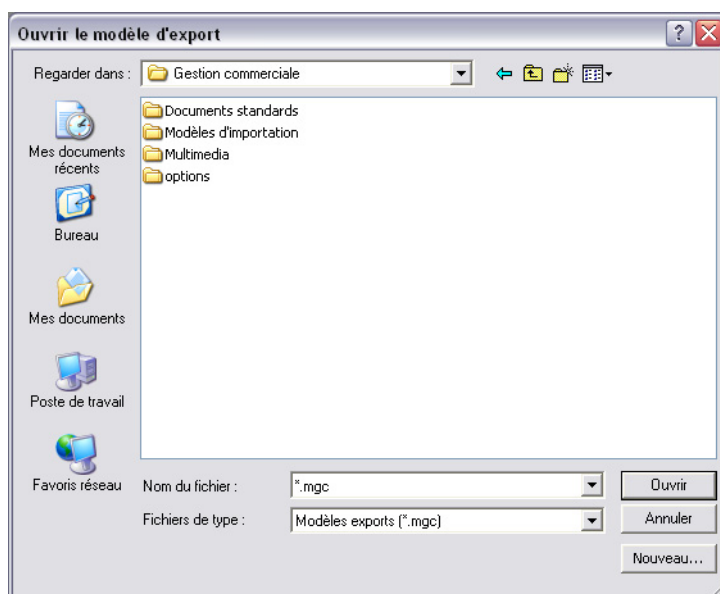 Ouvrir le modèle d'export
Regarder dans :
Gestion commerciale
Mes documents
récents
Bureau
Mes documents
Poste de travail
Favoris réseau
Documents standards
Modèles d'importation
Multimedia
options
Nom du fichier :
*.mgc
Ouvrir
Fichiers de type :
Modèles exports (*.mgc)
Annuler
Nouveau...